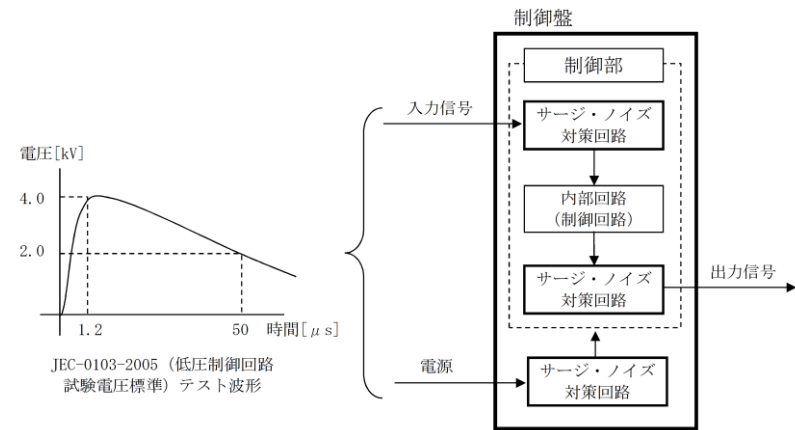 制御盤
制御部
入力信号
サージ・ノイズ
対策回路
電圧[kV]
4.0
内部回路
(制御回路)
2.0
サージ・ノイズ
対策回路
出力信号
1.2
50
時間[μs]
JEC-0103-2005（低圧制御回路
試験電圧標準）テスト波形
電源
サージ・ノイズ
対策回路